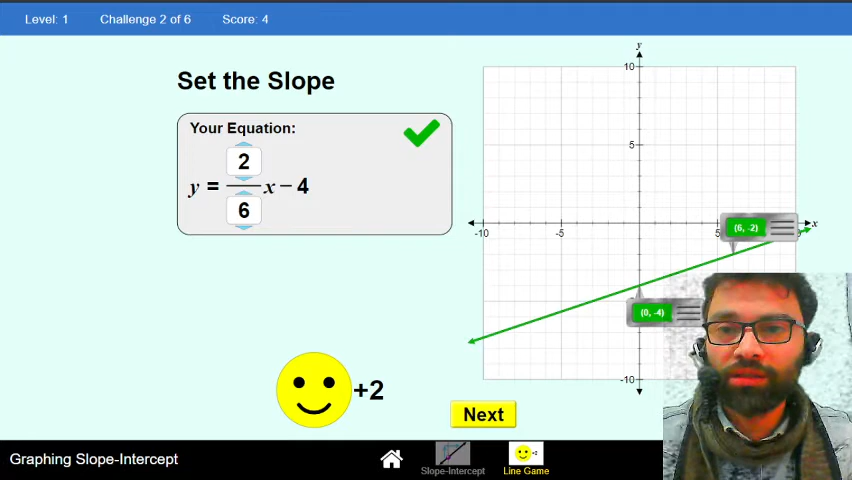 Level: 1 Challenge 2 of 6 Score: 4
Set the Slope
Your Equation:
y = 2/6 x − 4
y
10
5
-10 -5 5 x
(6, -2)
(0, -4)
-10
+2
Next
Graphing Slope-Intercept
Slope-Intercept
Line Game